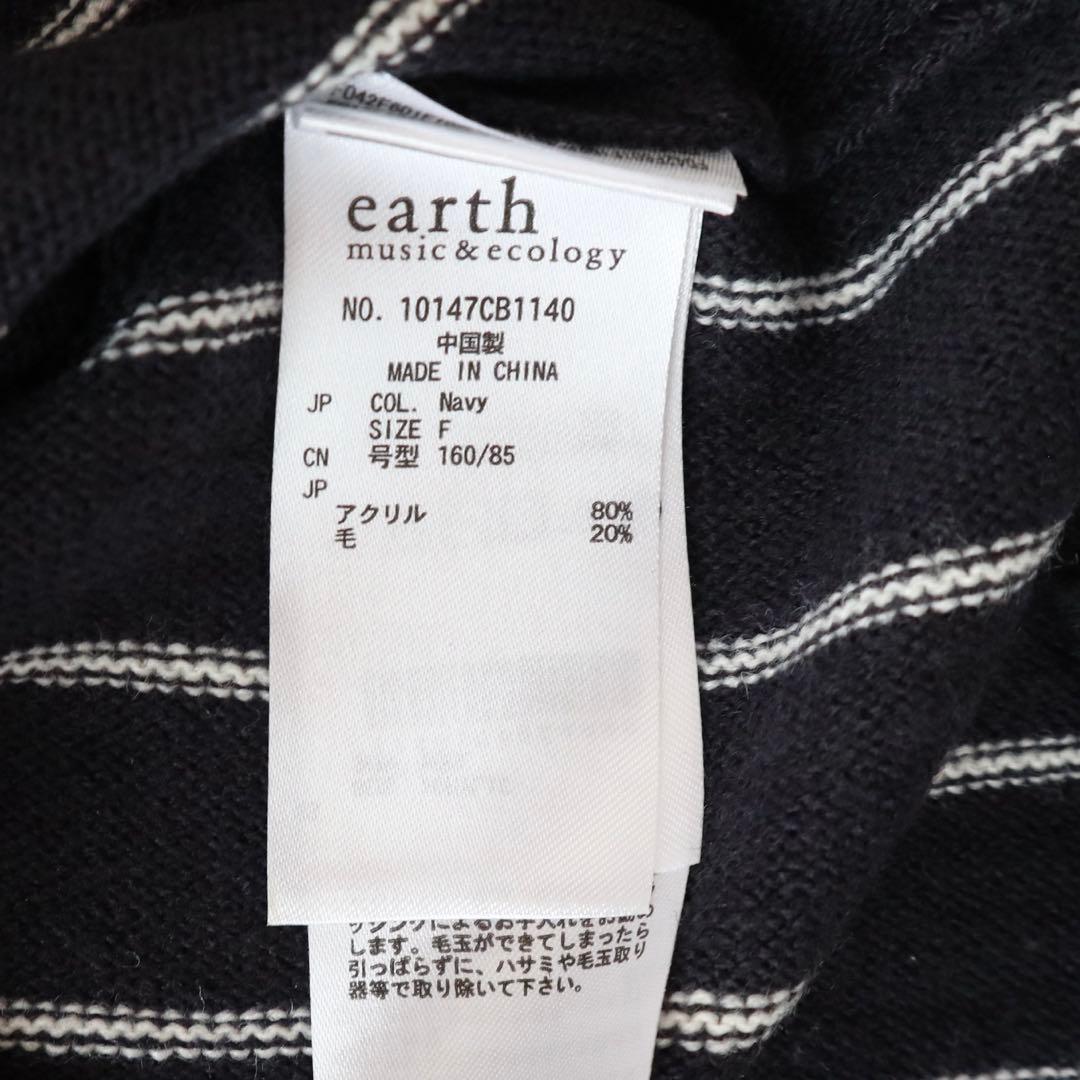 earth
music&ecology
NO. 10147CB1140
中国製
MADE IN CHINA
JP COL. Navy
SIZE F
CN 号型 160/85
JP
アクリル 80%
毛 20%
します。毛玉ができてしまったら
引っぱらずに、ハサミや毛玉取り
器等で取り除いて下さい。